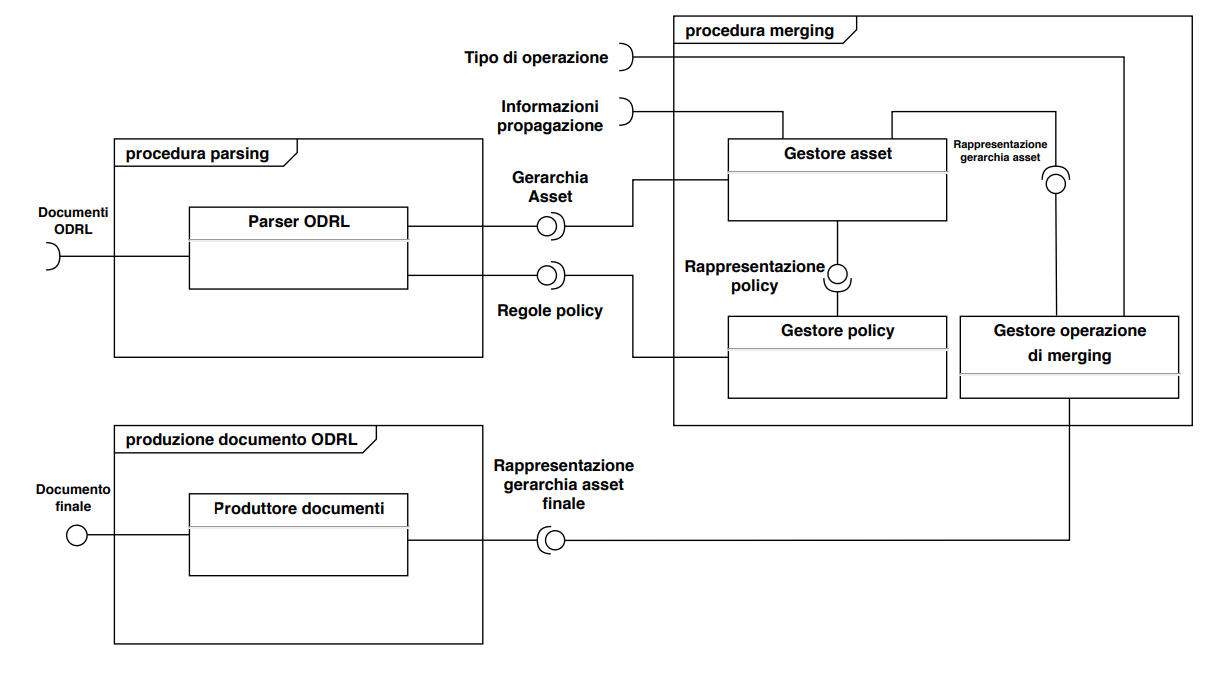 procedura merging
Tipo di operazione
Informazioni
propagazione
procedura parsing
Gestore asset
Rappresentazione
gerarchia asset
Gerarchia
Asset
Documenti
ODRL
Parser ODRL
Rappresentazione
policy
Regole policy
Gestore policy
Gestore operazione
di merging
produzione documento ODRL
Rappresentazione
gerarchia asset
finale
Documento
finale
Produttore documenti